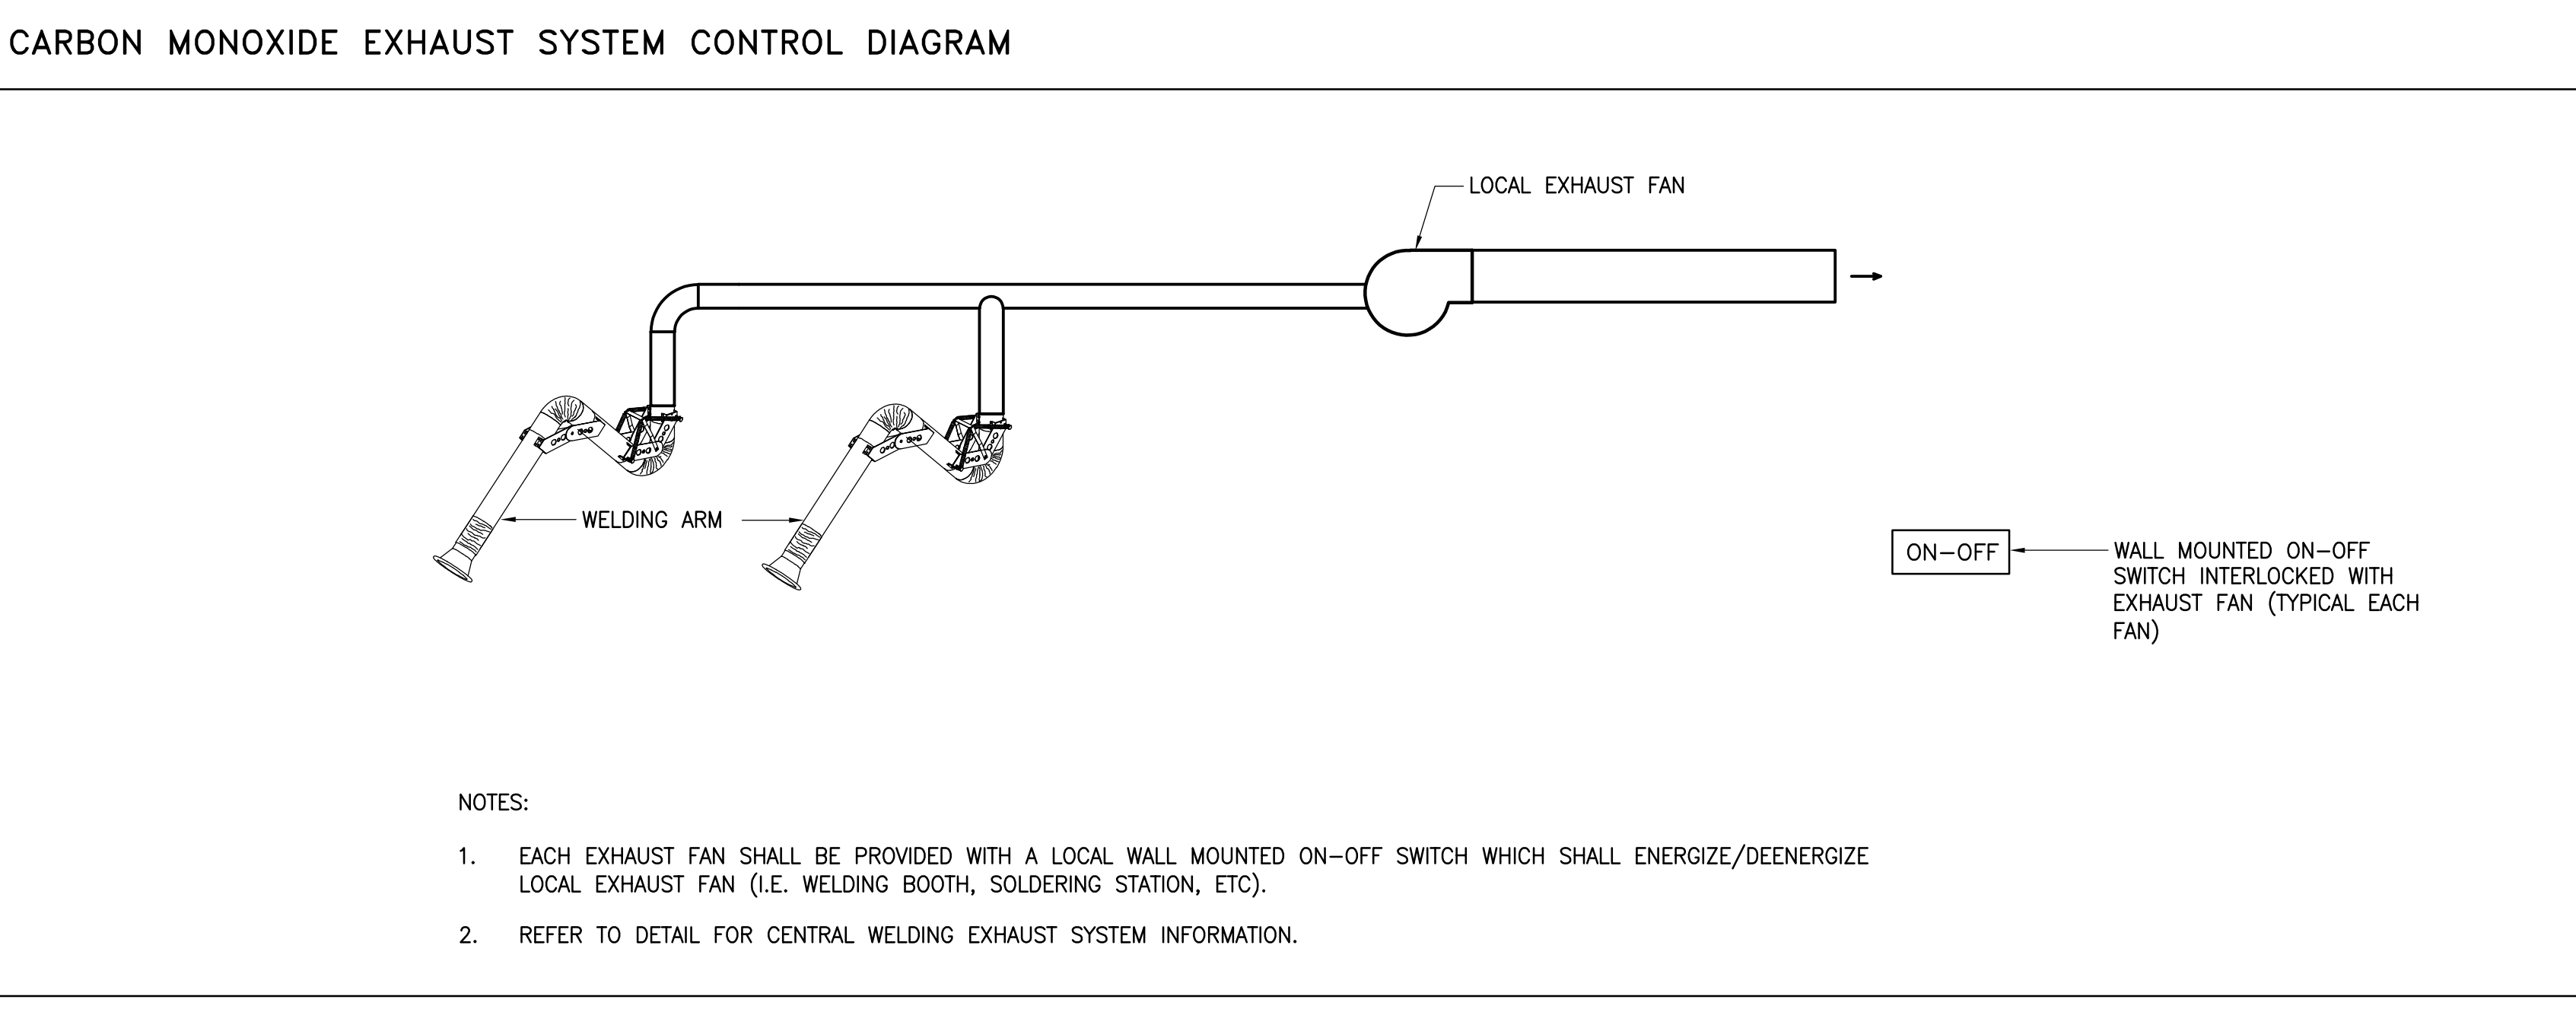 CARBON MONOXIDE EXHAUST SYSTEM CONTROL DIAGRAM
LOCAL EXHAUST FAN
WELDING ARM
ON-OFF
WALL MOUNTED ON-OFF
SWITCH INTERLOCKED WITH
EXHAUST FAN (TYPICAL EACH
FAN)
NOTES:
1. EACH EXHAUST FAN SHALL BE PROVIDED WITH A LOCAL WALL MOUNTED ON-OFF SWITCH WHICH SHALL ENERGIZE/DEENERGIZE
LOCAL EXHAUST FAN (I.E. WELDING BOOTH, SOLDERING STATION, ETC).
2. REFER TO DETAIL FOR CENTRAL WELDING EXHAUST SYSTEM INFORMATION.